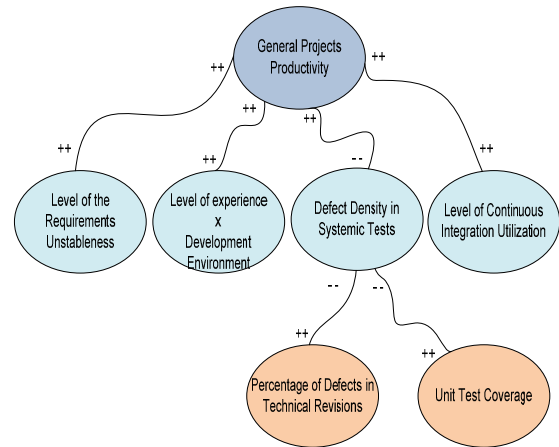 General Projects
Productivity
++
++
++
++
++
++
--
++
Level of the
Requirements
Unstableness
Level of experience
x
Development
Environment
Defect Density in
Systemic Tests
Level of Continuous
Integration Utilization
--
--
++
++
Percentage of Defects in
Technical Revisions
Unit Test Coverage